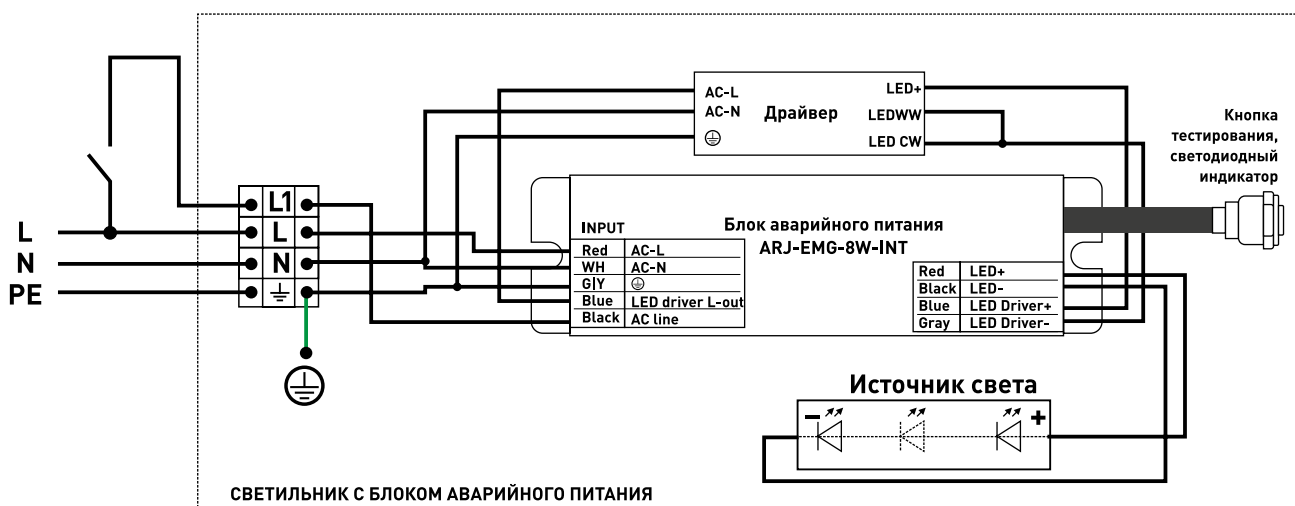 AC-L
AC-N
Драйвер
LED+
LEDWW
LED CW
Кнопка
тестирования,
светодиодный
индикатор
L
N
PE
L1
L
N
Блок аварийного питания
ARJ-EMG-8W-INT
INPUT
Red AC-L
WH AC-N
G|Y
Blue LED driver L-out
Black AC line
Red LED+
Black LED-
Blue LED Driver+
Gray LED Driver-
Источник света
– +
СВЕТИЛЬНИК С БЛОКОМ АВАРИЙНОГО ПИТАНИЯ